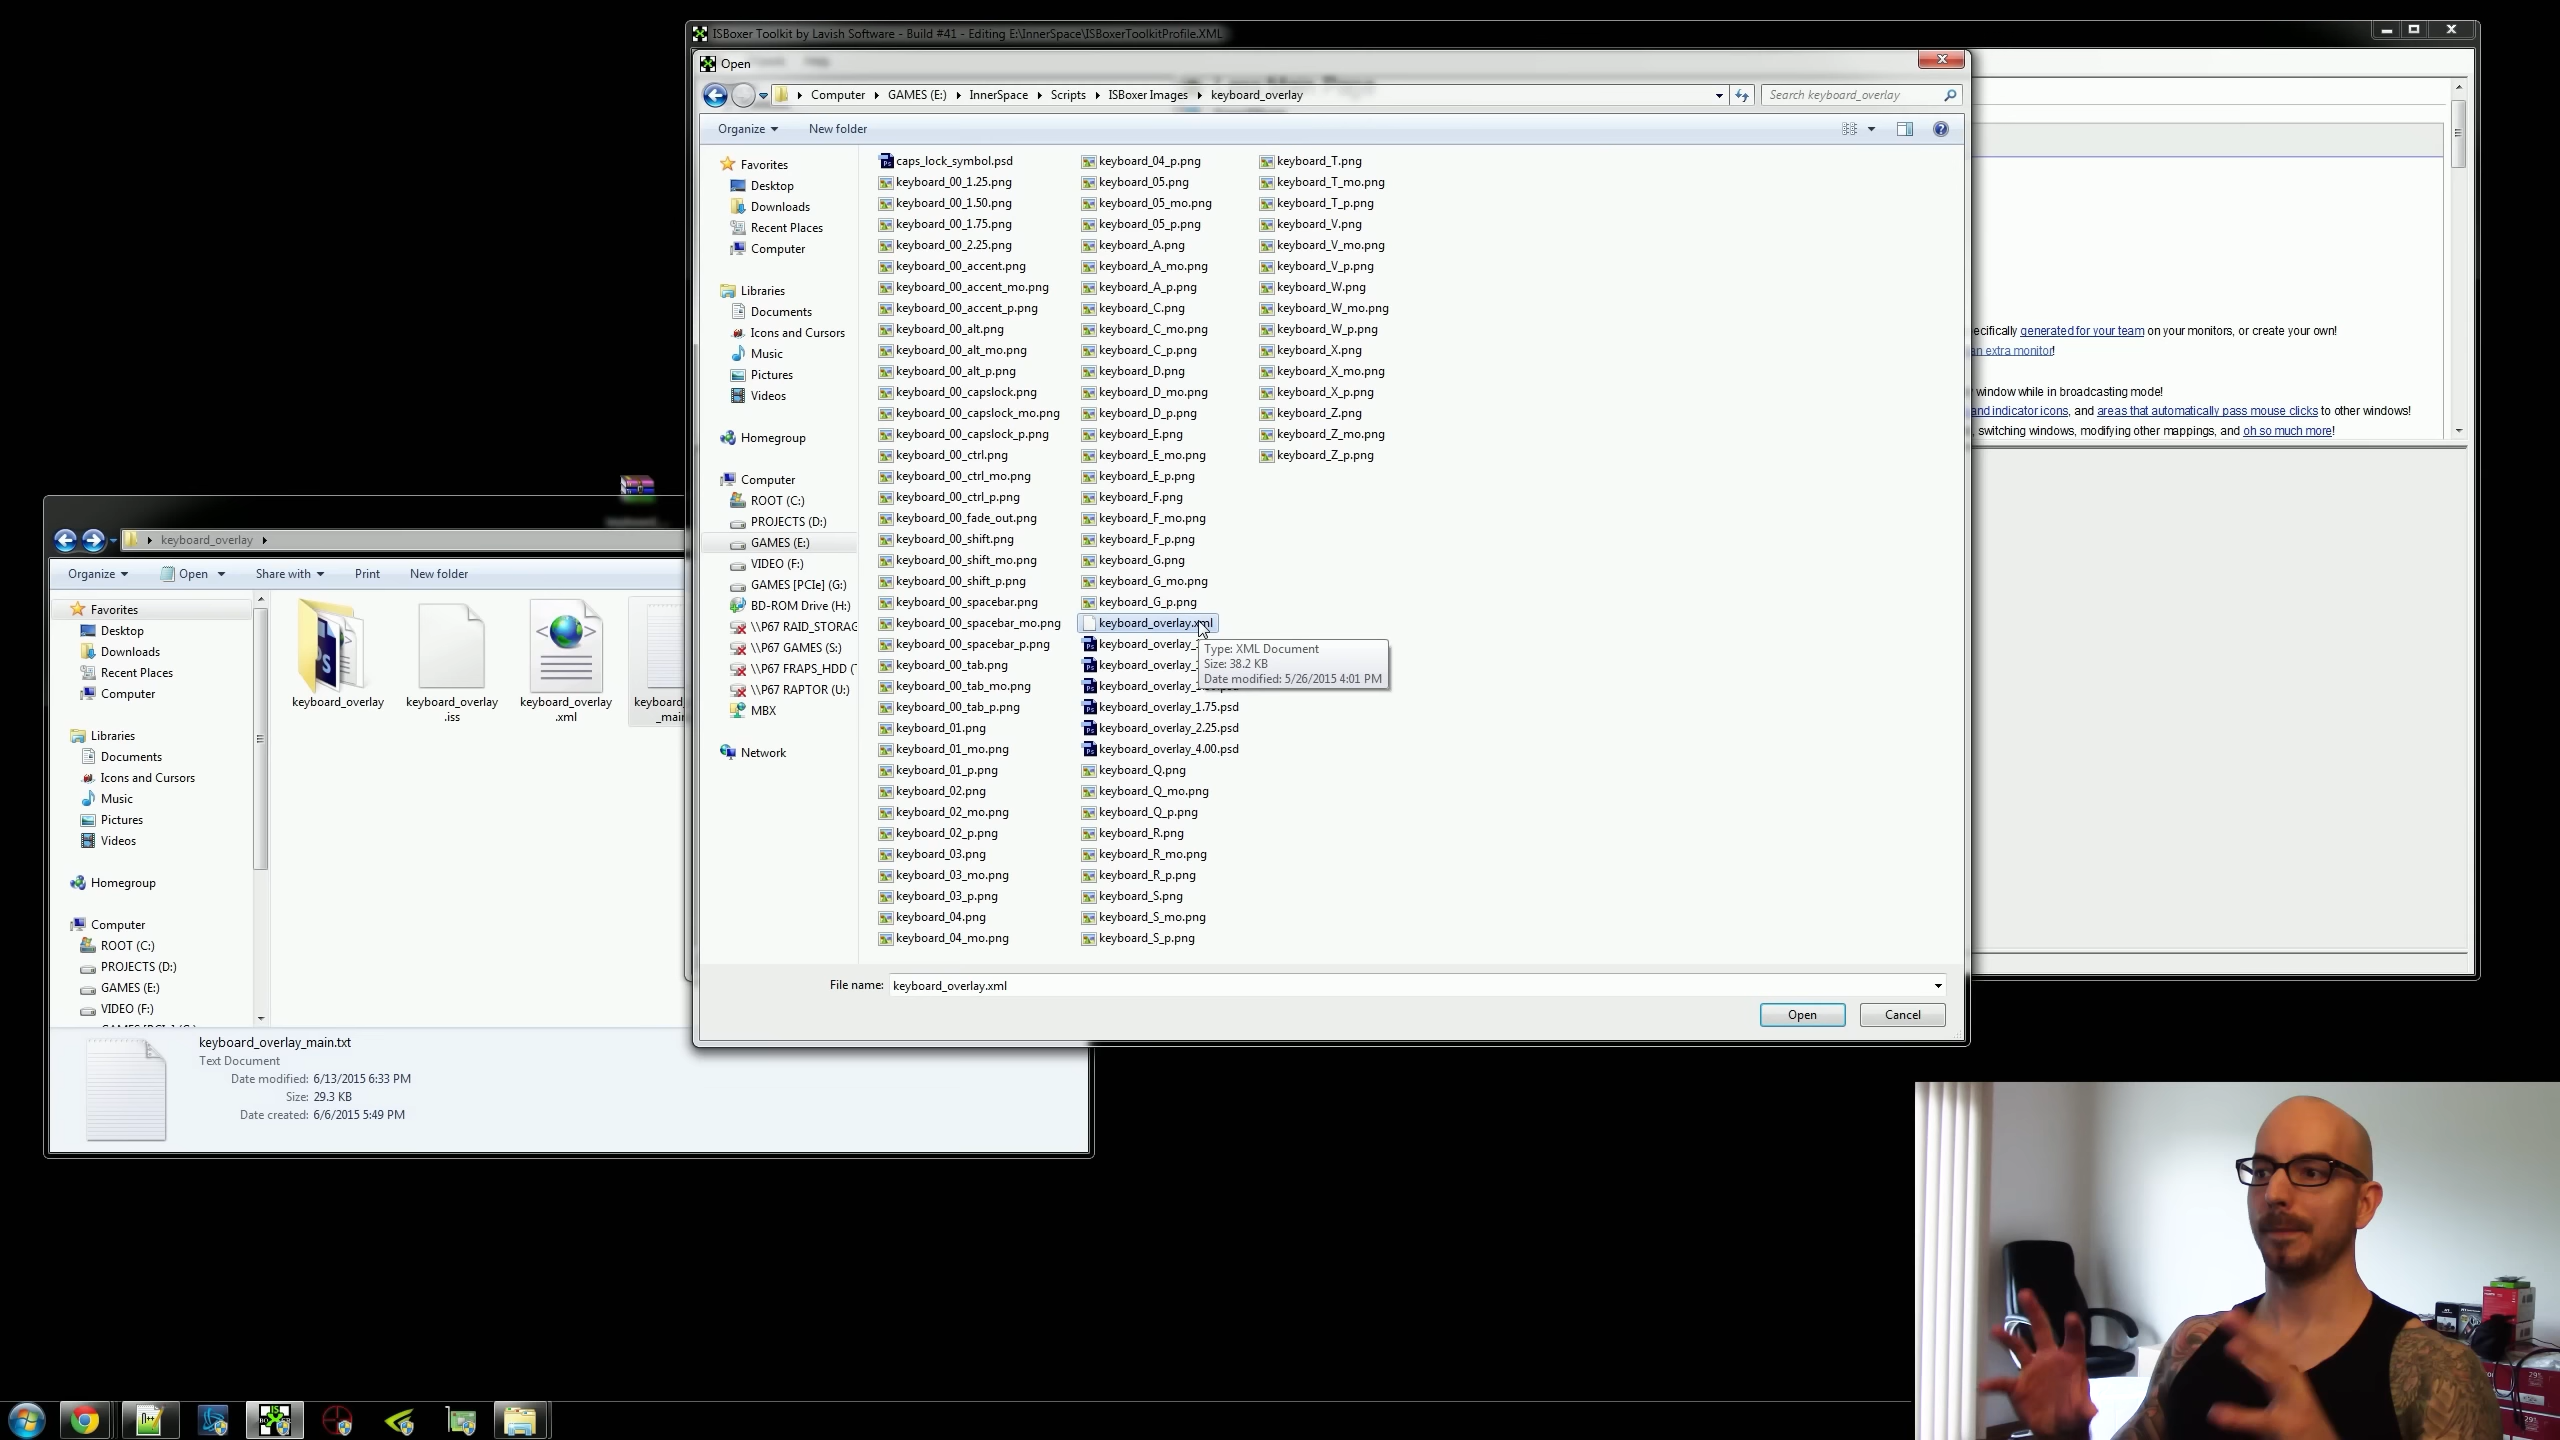 ISBoxer Toolkit by Lavish Software - Build #41 - Editing E:\InnerSpace\ISBoxerToolkitProfile.XML
Open
Help
Computer
GAMES (E:)
InnerSpace
Scripts
ISBoxer Images
keyboard_overlay
Search keyboard_overlay
Organize
New folder
Favorites
Desktop
Downloads
Recent Places
Computer
Libraries
Documents
Icons and Cursors
Music
Pictures
Videos
Homegroup
Computer
ROOT (C:)
PROJECTS (D:)
GAMES (E:)
VIDEO (F:)
GAMES [PCIe] (G:)
BD-ROM Drive (H:)
\\P67 RAID_STORAG
\\P67 GAMES (S:)
\\P67 FRAPS_HDD (T
\\P67 RAPTOR (U:)
MBX
Network
caps_lock_symbol.psd
keyboard_00_1.25.png
keyboard_00_1.50.png
keyboard_00_1.75.png
keyboard_00_2.25.png
keyboard_00_accent.png
keyboard_00_accent_mo.png
keyboard_00_accent_p.png
keyboard_00_alt.png
keyboard_00_alt_mo.png
keyboard_00_alt_p.png
keyboard_00_capslock.png
keyboard_00_capslock_mo.png
keyboard_00_capslock_p.png
keyboard_00_ctrl.png
keyboard_00_ctrl_mo.png
keyboard_00_ctrl_p.png
keyboard_00_fade_out.png
keyboard_00_shift.png
keyboard_00_shift_mo.png
keyboard_00_shift_p.png
keyboard_00_spacebar.png
keyboard_00_spacebar_mo.png
keyboard_00_spacebar_p.png
keyboard_00_tab.png
keyboard_00_tab_mo.png
keyboard_00_tab_p.png
keyboard_01.png
keyboard_01_mo.png
keyboard_01_p.png
keyboard_02.png
keyboard_02_mo.png
keyboard_02_p.png
keyboard_03.png
keyboard_03_mo.png
keyboard_03_p.png
keyboard_04.png
keyboard_04_mo.png
keyboard_04_p.png
keyboard_05.png
keyboard_05_mo.png
keyboard_05_p.png
keyboard_A.png
keyboard_A_mo.png
keyboard_A_p.png
keyboard_C.png
keyboard_C_mo.png
keyboard_C_p.png
keyboard_D.png
keyboard_D_mo.png
keyboard_D_p.png
keyboard_E.png
keyboard_E_mo.png
keyboard_E_p.png
keyboard_F.png
keyboard_F_mo.png
keyboard_F_p.png
keyboard_G.png
keyboard_G_mo.png
keyboard_G_p.png
keyboard_overlay.xml
keyboard_overlay_
keyboard_overlay_
keyboard_overlay_
keyboard_overlay_1.75.psd
keyboard_overlay_2.25.psd
keyboard_overlay_4.00.psd
keyboard_Q.png
keyboard_Q_mo.png
keyboard_Q_p.png
keyboard_R.png
keyboard_R_mo.png
keyboard_R_p.png
keyboard_S.png
keyboard_S_mo.png
keyboard_S_p.png
keyboard_T.png
keyboard_T_mo.png
keyboard_T_p.png
keyboard_V.png
keyboard_V_mo.png
keyboard_V_p.png
keyboard_W.png
keyboard_W_mo.png
keyboard_W_p.png
keyboard_X.png
keyboard_X_mo.png
keyboard_X_p.png
keyboard_Z.png
keyboard_Z_mo.png
keyboard_Z_p.png
Type: XML Document
Size: 38.2 KB
Date modified: 5/26/2015 4:01 PM
File name: keyboard_overlay.xml
Open
Cancel
ecifically generated for your team on your monitors, or create your own!
an extra monitor!
window while in broadcasting mode!
and indicator icons, and areas that automatically pass mouse clicks to other windows!
, switching windows, modifying other mappings, and oh so much more!
keyboard_overlay
Organize
Open
Share with
Print
New folder
Favorites
Desktop
Downloads
Recent Places
Computer
Libraries
Documents
Icons and Cursors
Music
Pictures
Videos
Homegroup
Computer
ROOT (C:)
PROJECTS (D:)
GAMES (E:)
VIDEO (F:)
keyboard_overlay
keyboard_overlay
.iss
keyboard_overlay
.xml
keyboard_overlay_main.txt
Text Document
Date modified: 6/13/2015 6:33 PM
Size: 29.3 KB
Date created: 6/6/2015 5:49 PM